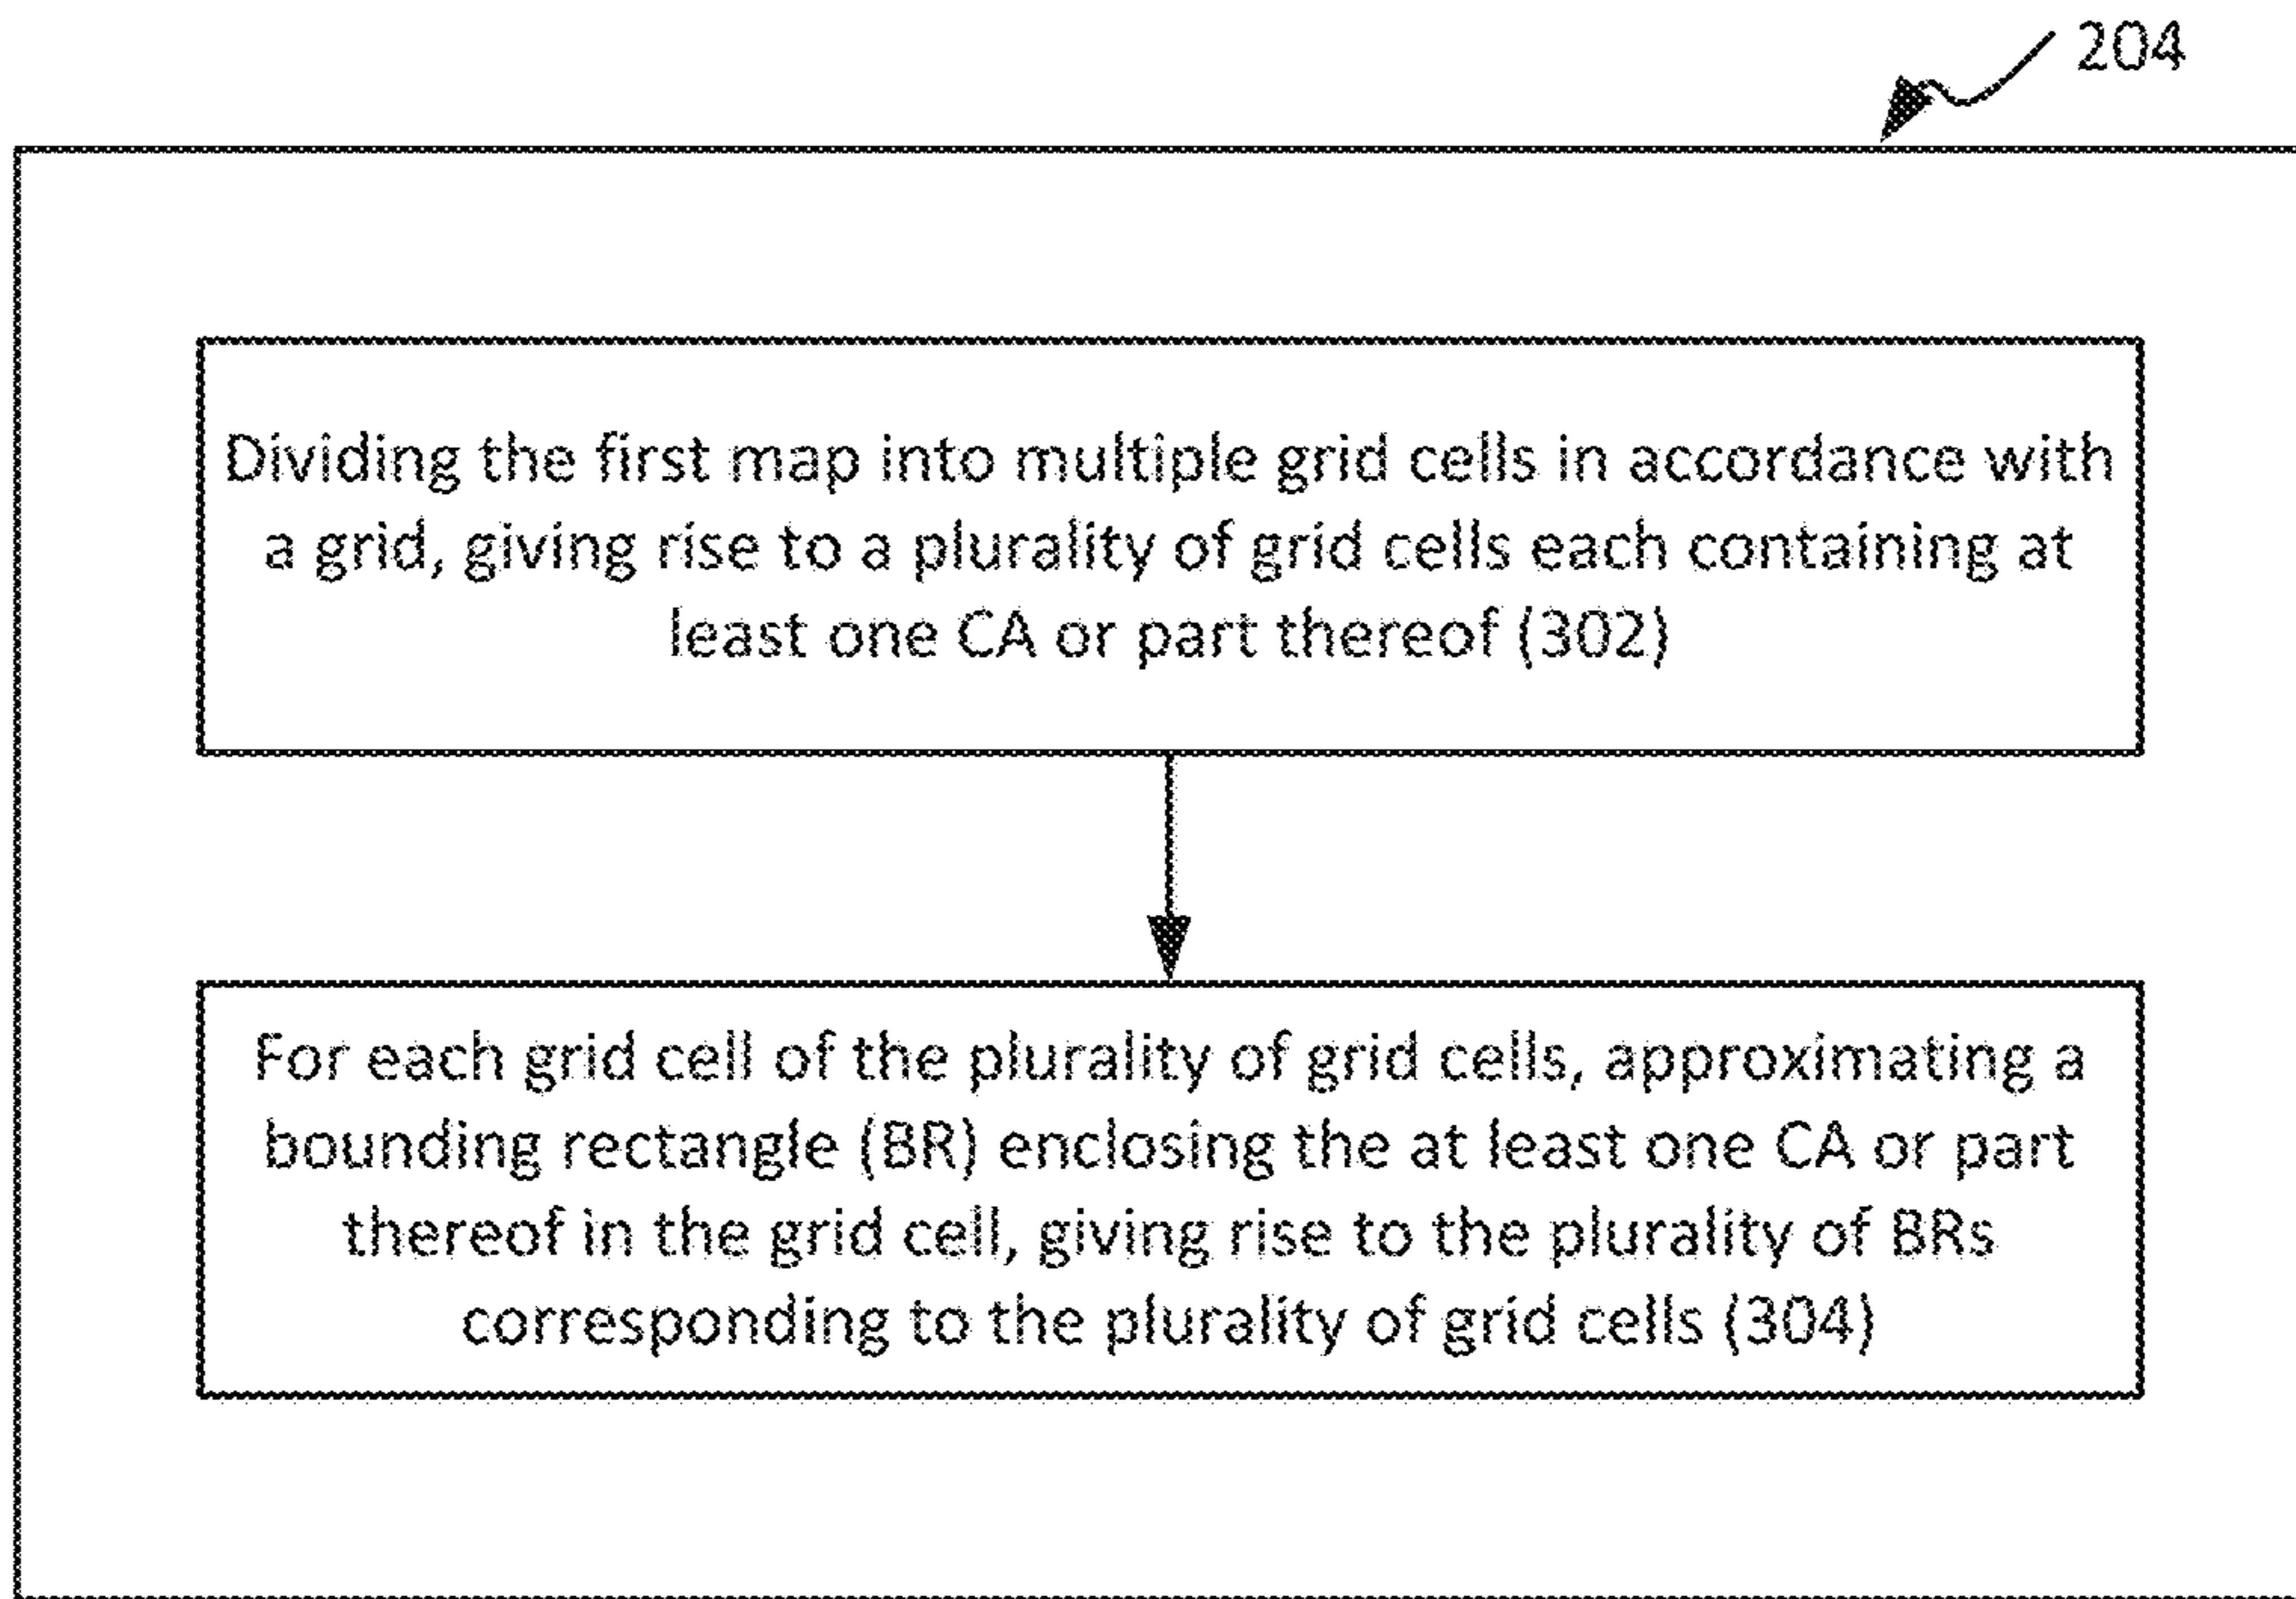 204
Dividing the first map into multiple grid cells in accordance with
a grid, giving rise to a plurality of grid cells each containing at
least one CA or part thereof (302)
For each grid cell of the plurality of grid cells, approximating a
bounding rectangle (BR) enclosing the at least one CA or part
thereof in the grid cell, giving rise to the plurality of BRs
corresponding to the plurality of grid cells (304)